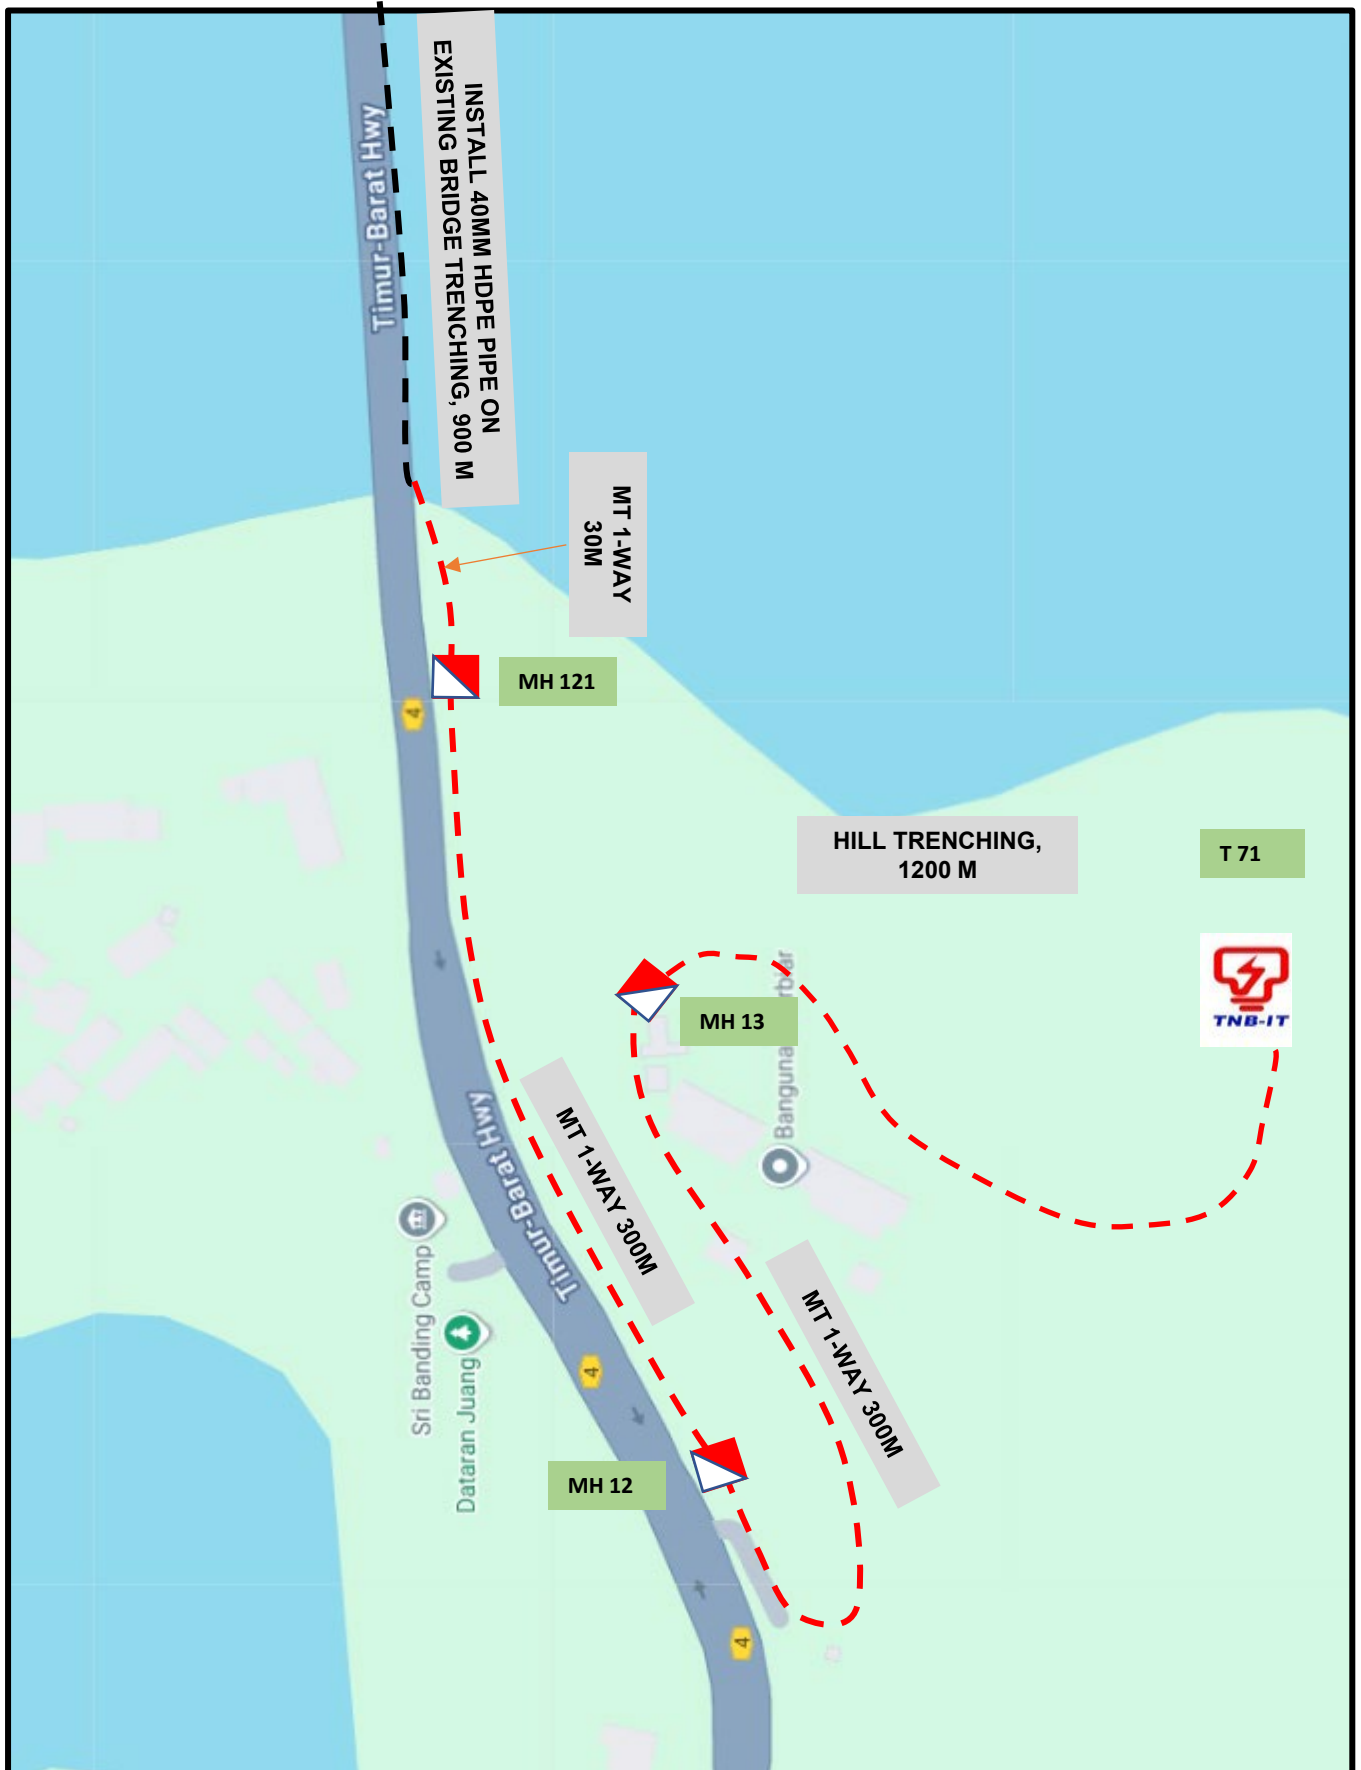 INSTALL 40MM HDPE PIPE ON
EXISTING BRIDGE TRENCHING, 900 M
Timur-Barat Hwy
MT 1-WAY
30M
MH 121
4
HILL TRENCHING,
1200 M
T 71
TNB-IT
MH 13
MT 1-WAY 300M
Timur-Barat Hwy
Sri Banding Camp
Dataran Juang
4
MT 1-WAY 300M
MH 12
4